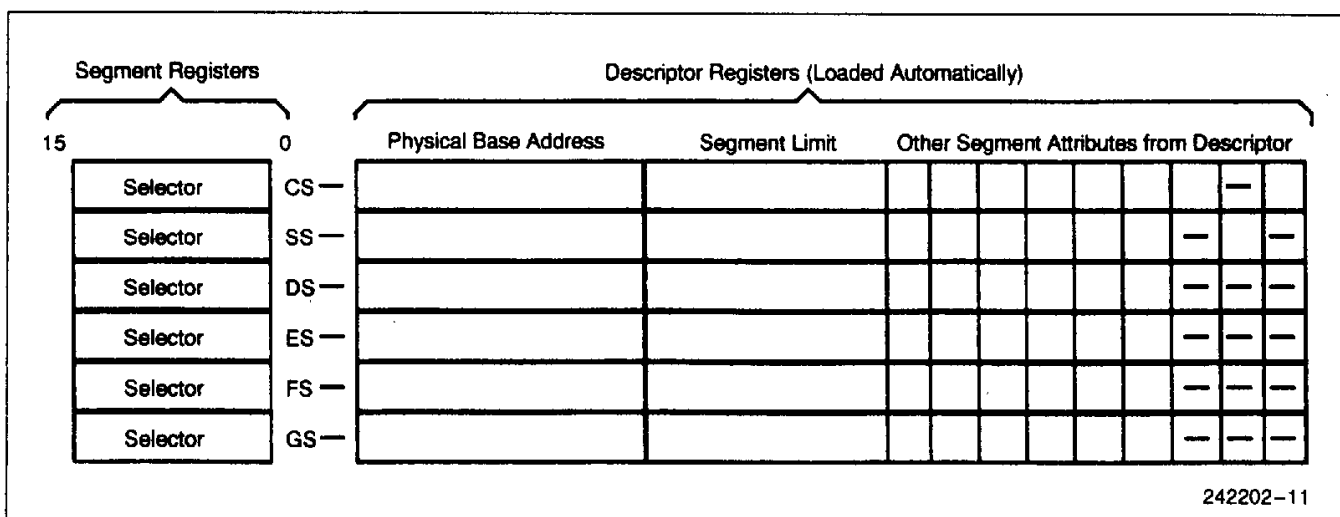 Segment Registers Descriptor Registers (Loaded Automatically)
15 0 Physical Base Address Segment Limit Other Segment Attributes from Descriptor
Selector CS — —
Selector SS — — —
Selector DS — — — —
Selector ES — — — —
Selector FS — — — —
Selector GS — — — —
242202-11